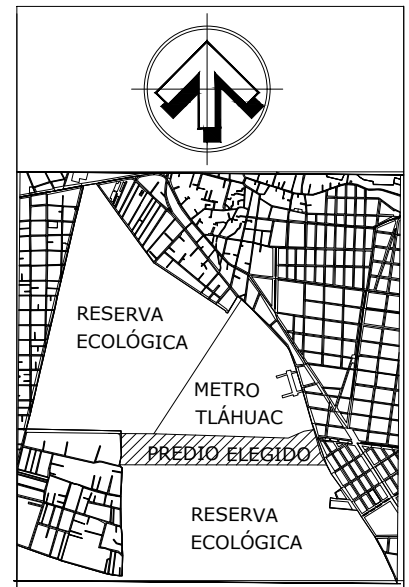 RESERVA
ECOLÓGICA
METRO
TLÁHUAC
PREDIO ELEGIDO
RESERVA
ECOLÓGICA